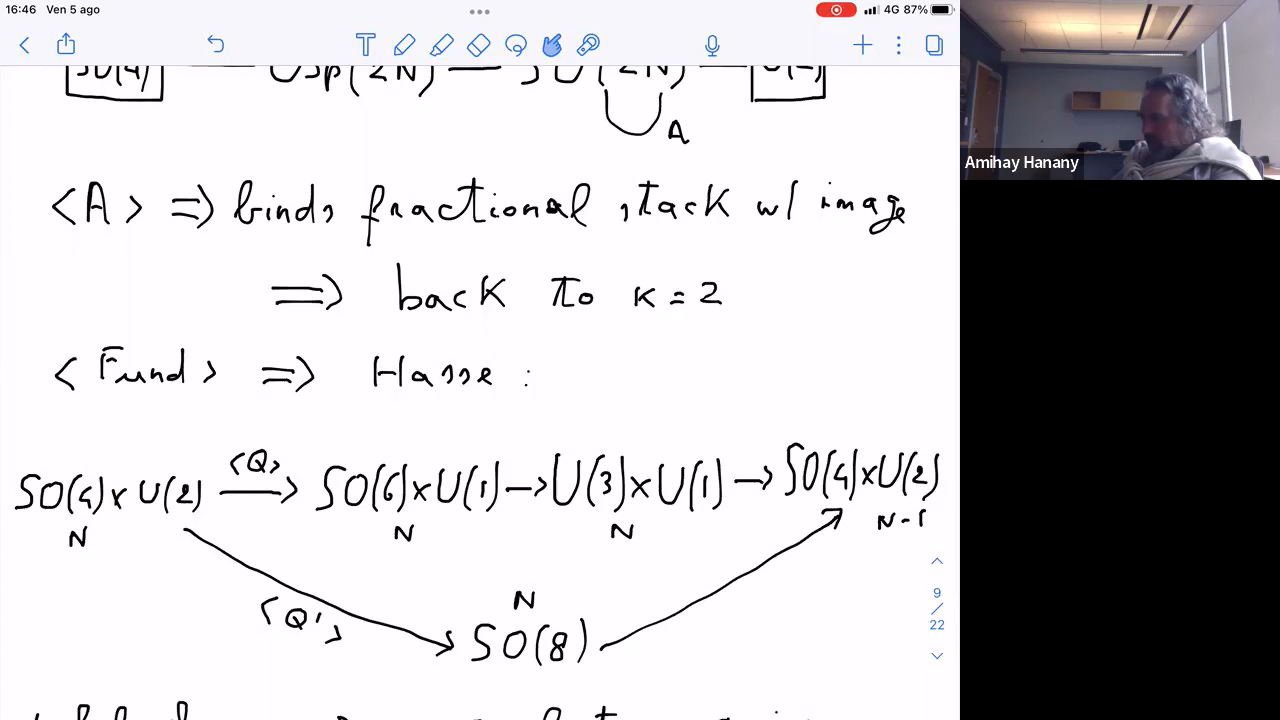 16:46 Ven 5 ago
4G 87%
SU(4) — USp(2N) — SU(2N) —
A
<A> => binds fractional stack w/ image
=> back to K = 2
<Fund> => Hasse :
SO(4) x U(2) <Q> → SO(6) x U(1) → U(3) x U(1) → SO(4) x U(2)
N N N N-1
<Q'>
N
SO(8)
Amihay Hanany
9
/
22